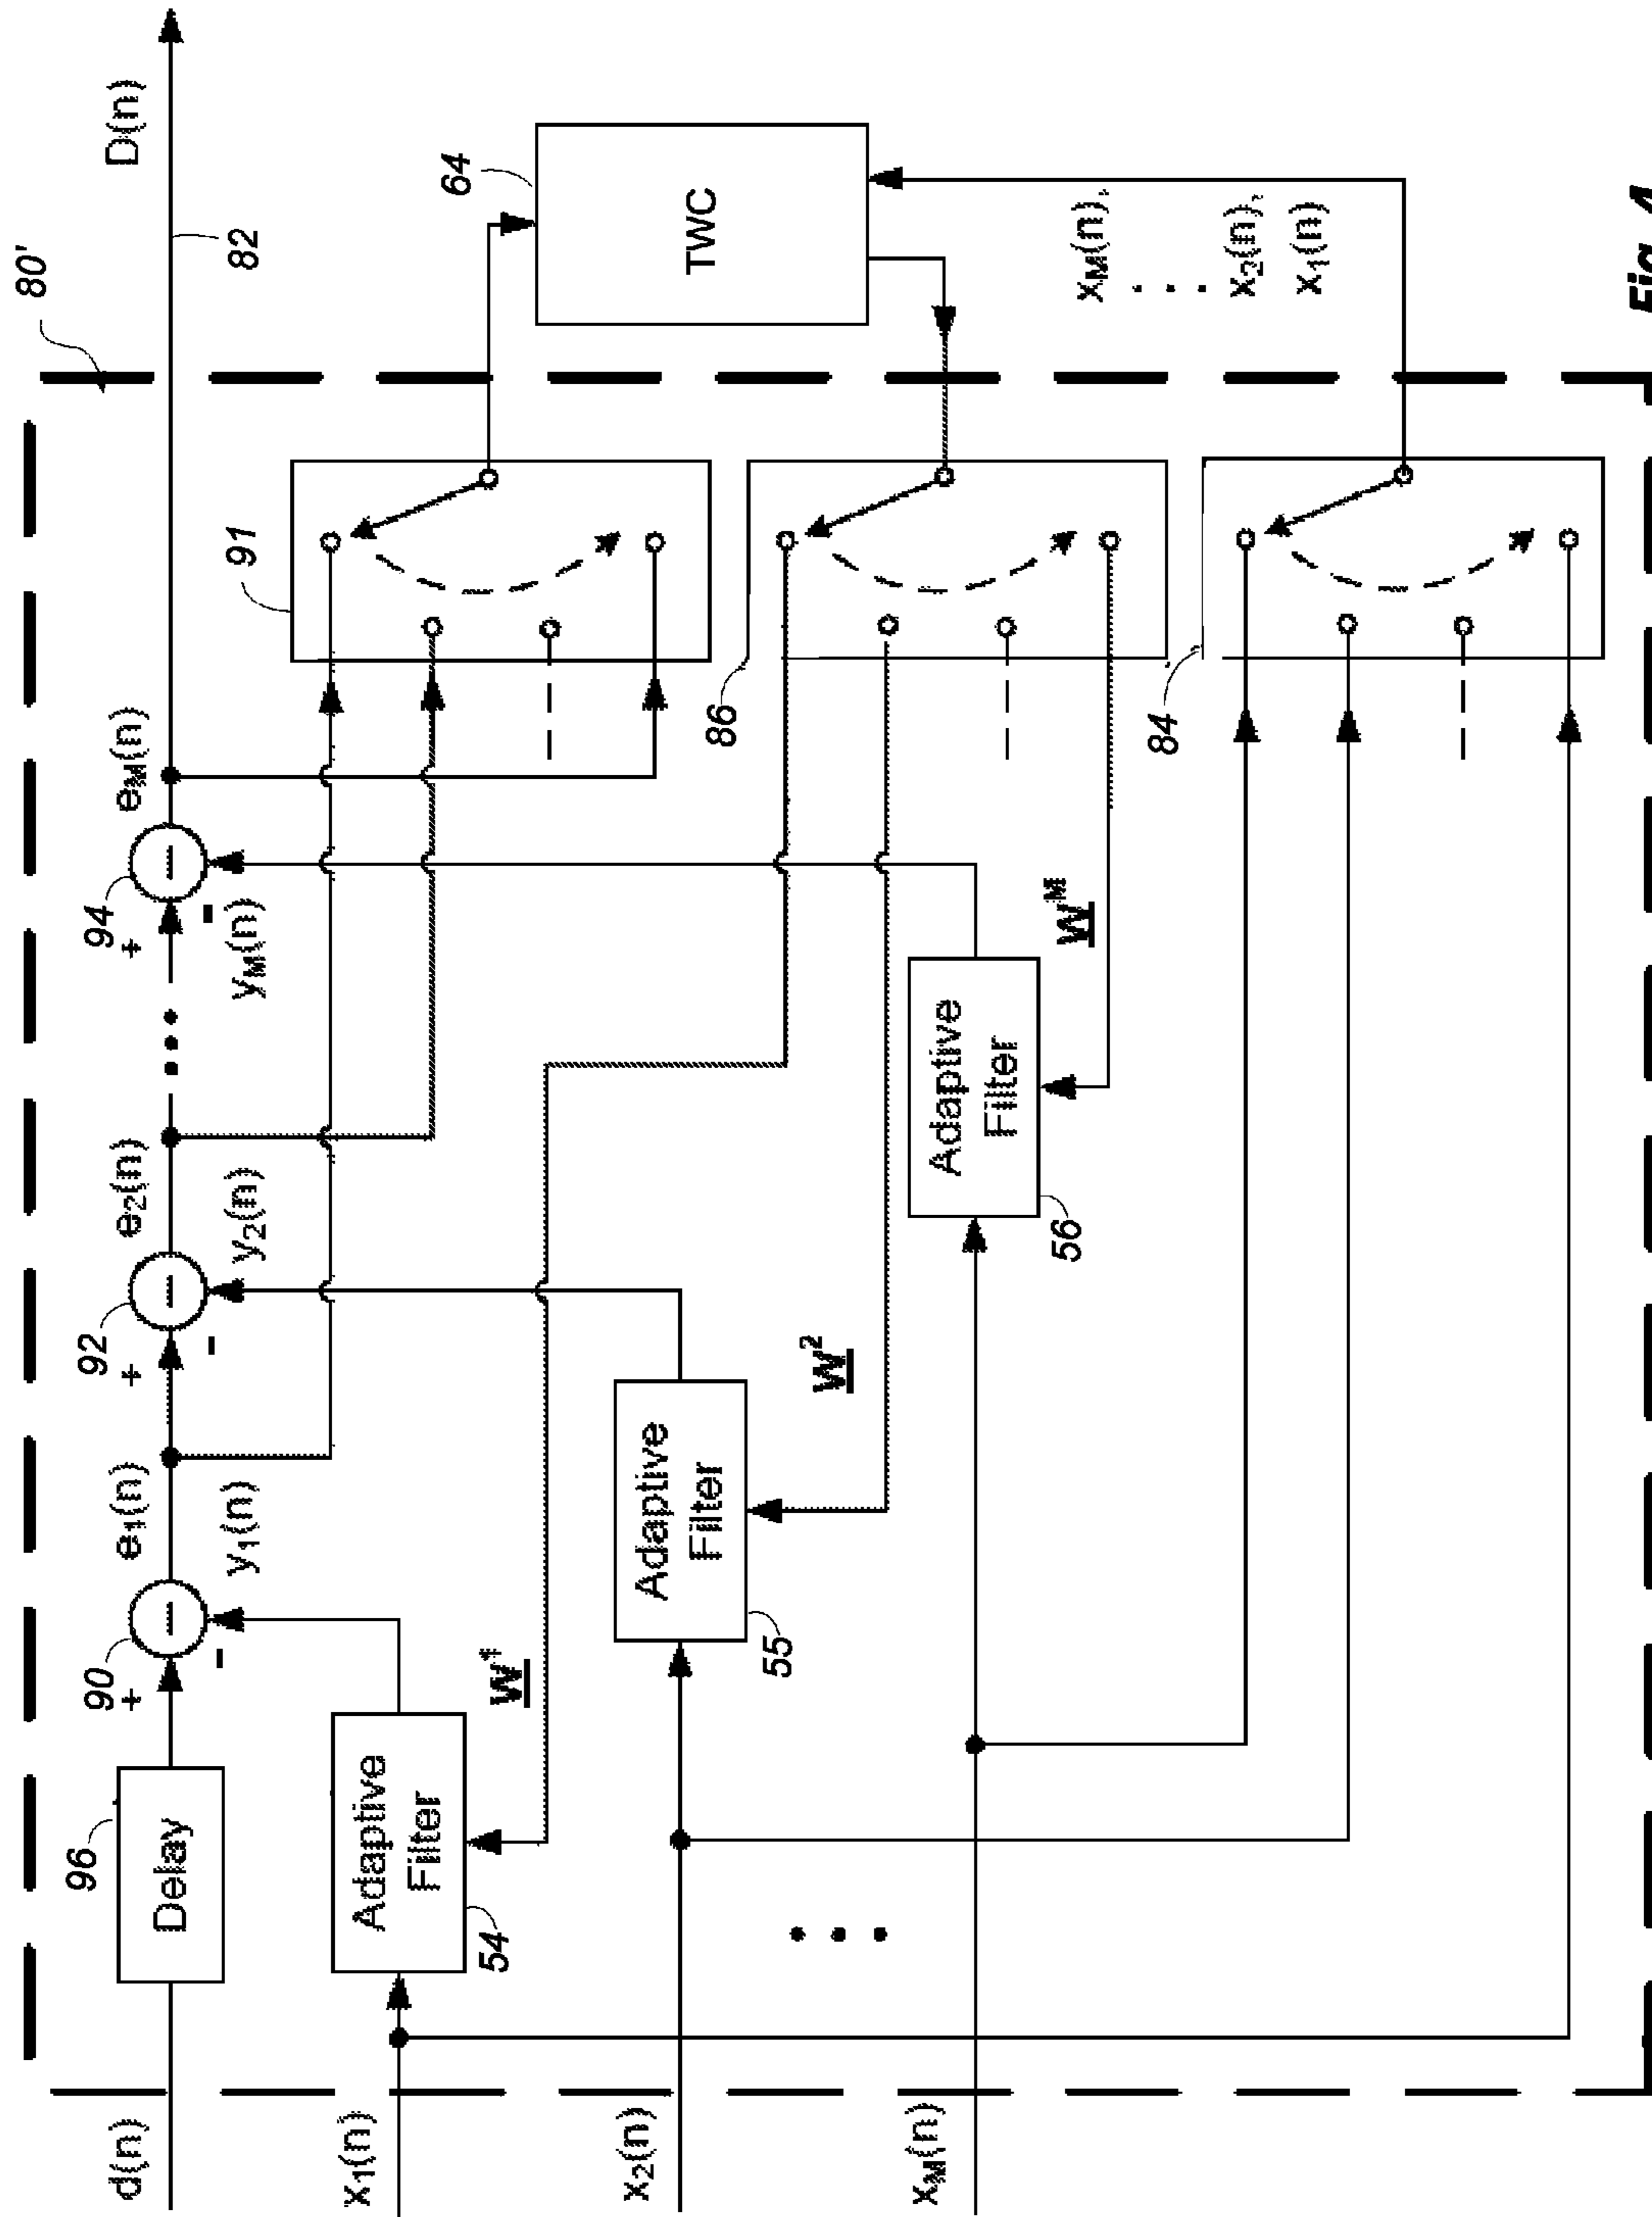 80'
D(n)
82
96
Delay
d(n)
90
+
-
e₁(n)
y₁(n)
92
+
-
e₂(n)
y₂(n)
94
+
-
eM(n)
yM(n)
91
64
TWC
x₁(n)
Adaptive
Filter
54
W¹
86
x₂(n)
Adaptive
Filter
55
W²
xM(n)
Adaptive
Filter
56
WM
84
xM(n),
x₂(n),
x₁(n)
Fig. 4